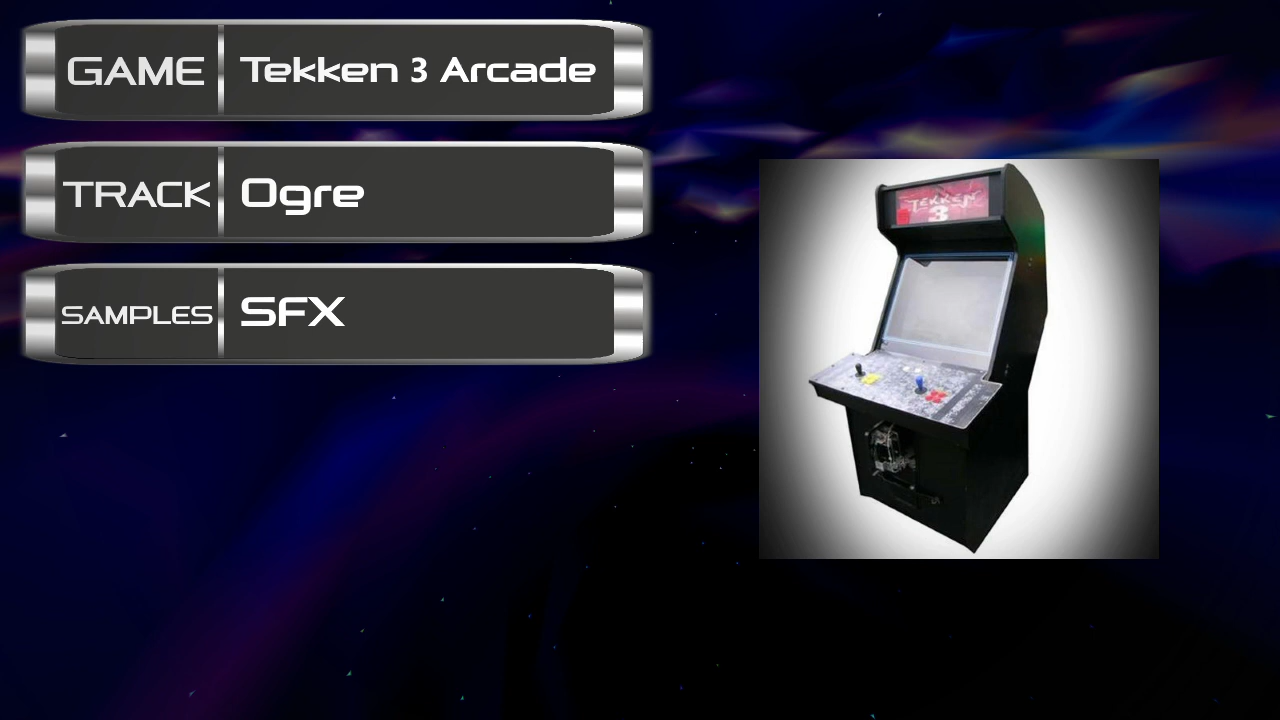 GAME Tekken 3 Arcade
TRACK Ogre
SAMPLES SFX
TEKKEN
3